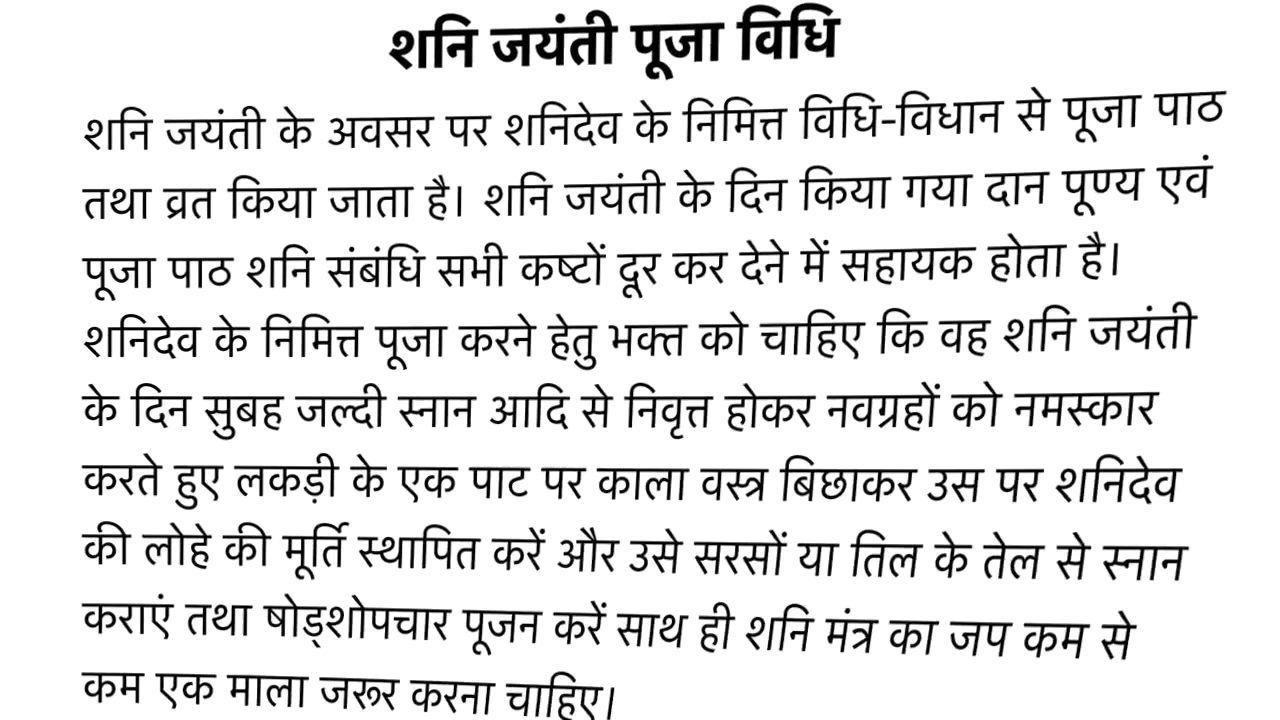 शनि जयंती पूजा विधि
शनि जयंती के अवसर पर शनिदेव के निमित्त विधि-विधान से पूजा पाठ
तथा व्रत किया जाता है। शनि जयंती के दिन किया गया दान पूण्य एवं
पूजा पाठ शनि संबंधि सभी कष्टों दूर कर देने में सहायक होता है।
शनिदेव के निमित्त पूजा करने हेतु भक्त को चाहिए कि वह शनि जयंती
के दिन सुबह जल्दी स्नान आदि से निवृत्त होकर नवग्रहों को नमस्कार
करते हुए लकड़ी के एक पाट पर काला वस्त्र बिछाकर उस पर शनिदेव
की लोहे की मूर्ति स्थापित करें और उसे सरसों या तिल के तेल से स्नान
कराएं तथा षोड्शोपचार पूजन करें साथ ही शनि मंत्र का जप कम से
कम एक माला जरूर करना चाहिए।